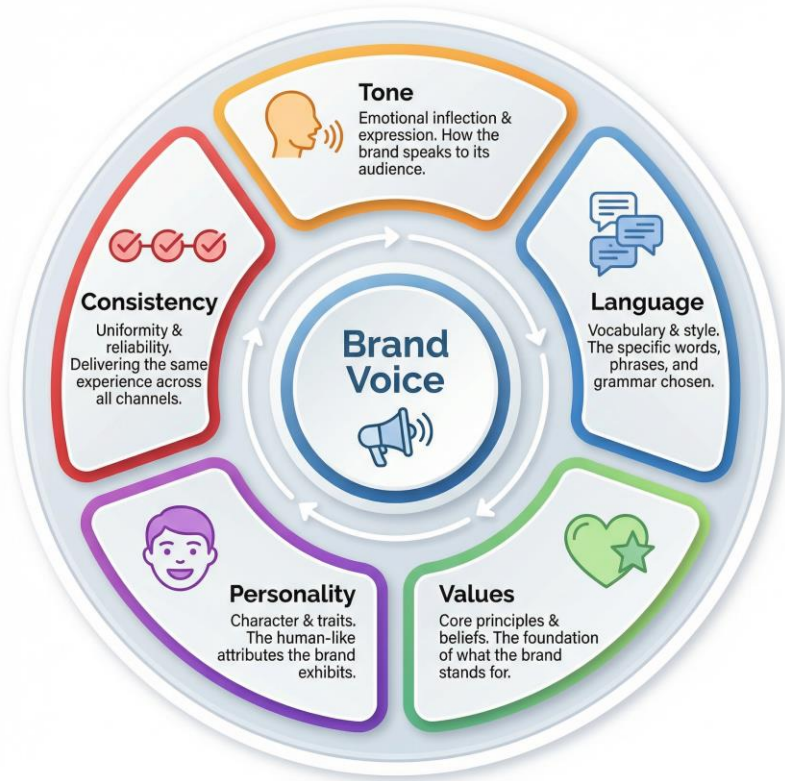 Tone
Emotional inflection &
expression. How the
brand speaks to its
audience.
Language
Vocabulary & style.
The specific words,
phrases, and
grammar chosen.
Values
Core principles &
beliefs. The foundation
of what the brand
stands for.
Personality
Character & traits.
The human-like
attributes the brand
exhibits.
Consistency
Uniformity &
reliability.
Delivering the same
experience across
all channels.
Brand
Voice